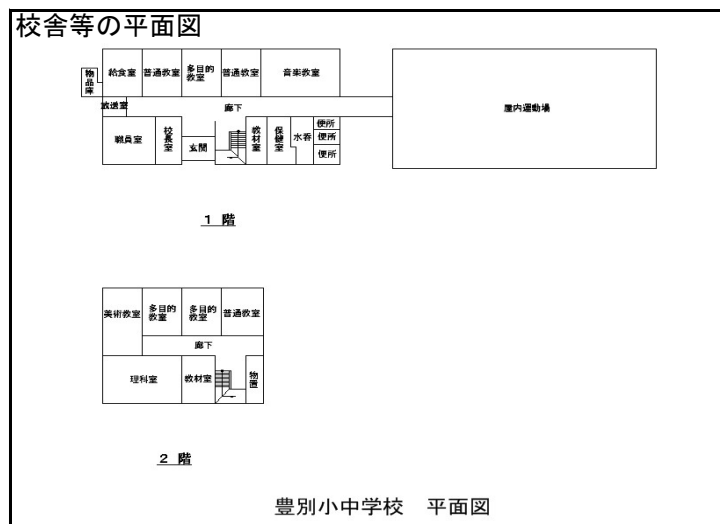 校舎等の平面図
物品庫
給食室
普通教室
多目的
教室
普通教室
音楽教室
放送室
廊下
屋内運動場
職員室
校長室
玄関
教材室
保健室
水呑
便所
便所
便所
1 階
美術教室
多目的
教室
多目的
教室
普通教室
廊下
理科室
教材室
物置
2 階
豊別小中学校 平面図